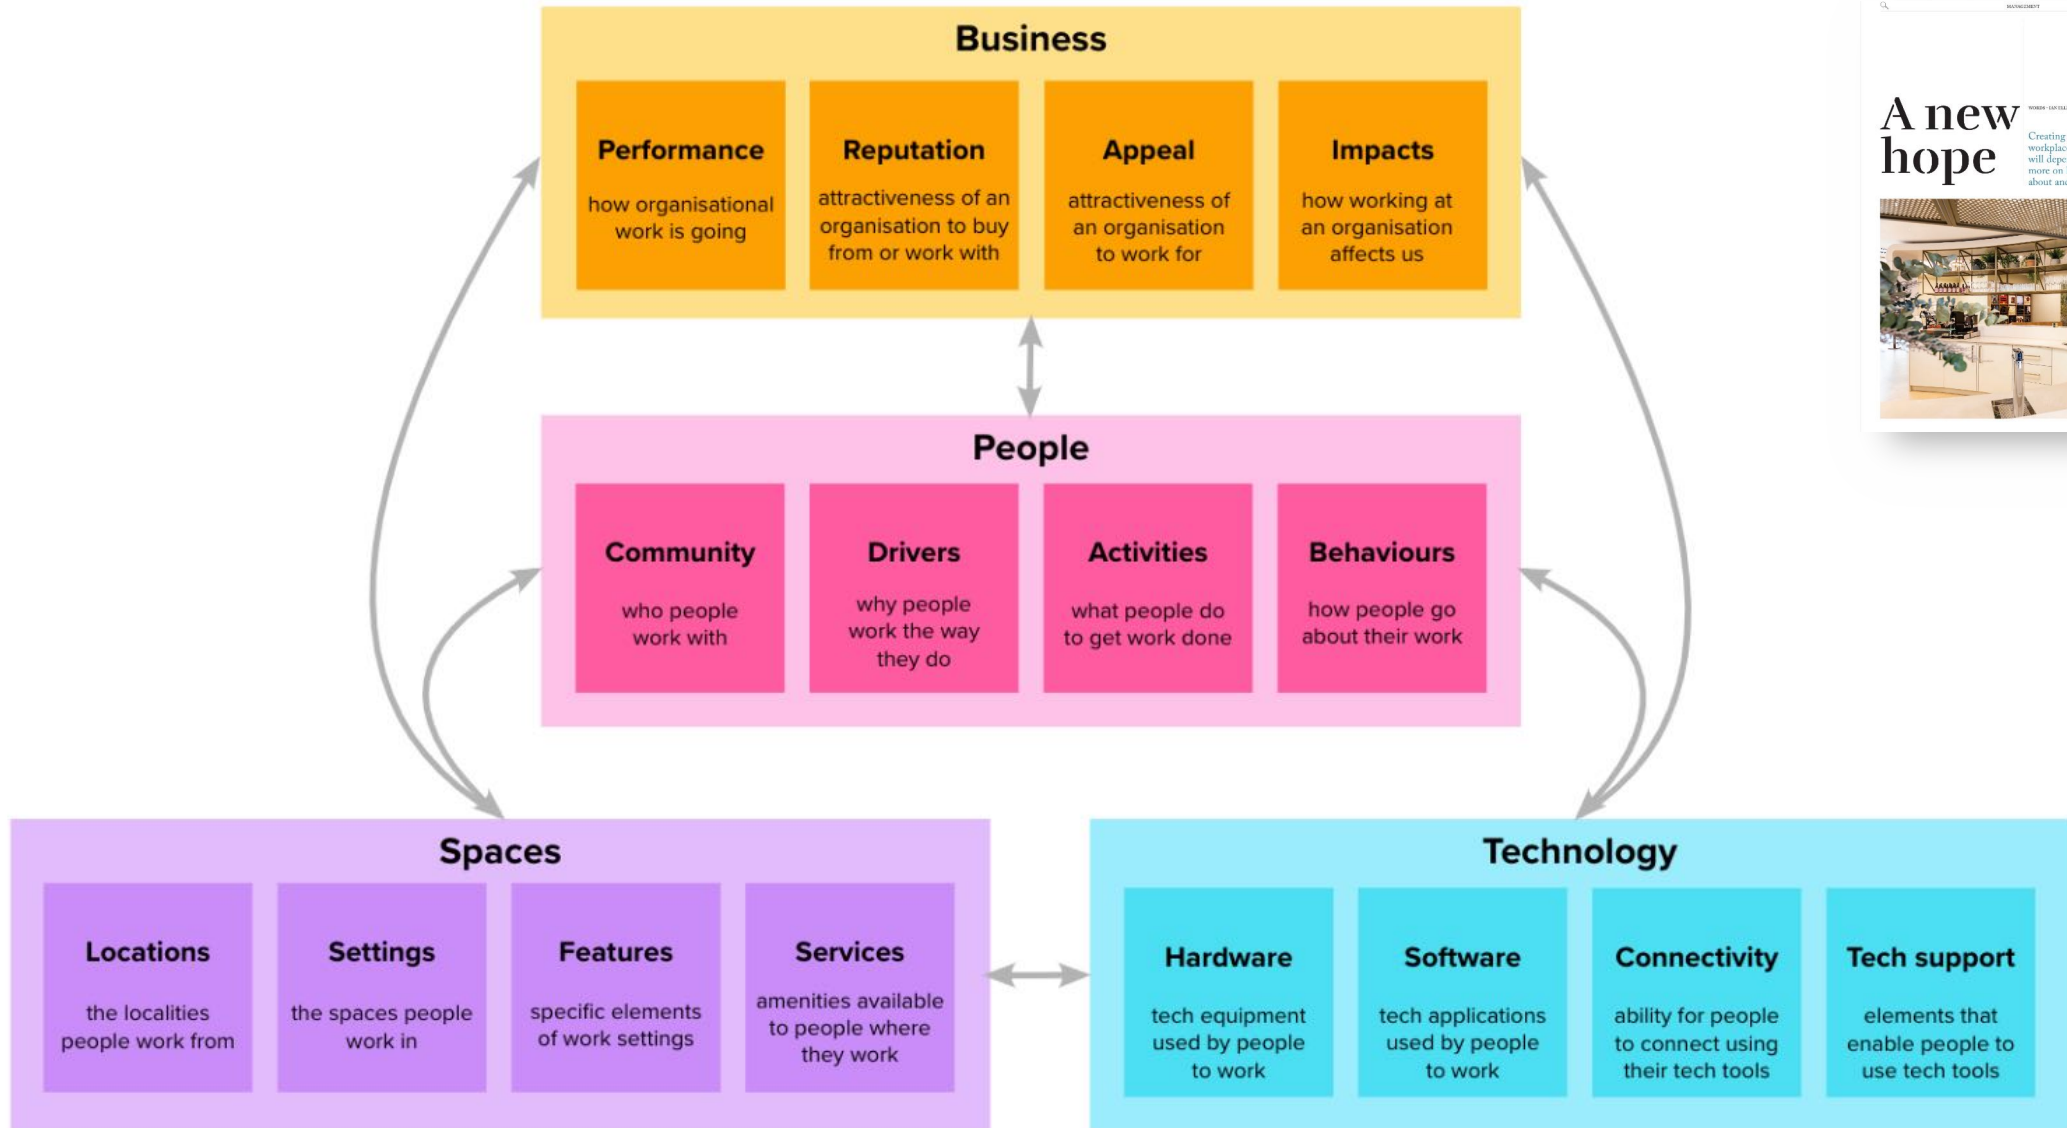 Business
Performance
how organisational
work is going
Reputation
attractiveness of an
organisation to buy
from or work with
Appeal
attractiveness of
an organisation
to work for
Impacts
how working at
an organisation
affects us
People
Community
who people
work with
Drivers
why people
work the way
they do
Activities
what people do
to get work done
Behaviours
how people go
about their work
Spaces
Locations
the localities
people work from
Settings
the spaces people
work in
Features
specific elements
of work settings
Services
amenities available
to people where
they work
Technology
Hardware
tech equipment
used by people
to work
Software
tech applications
used by people
to work
Connectivity
ability for people
to connect using
their tech tools
Tech support
elements that
enable people to
use tech tools
MANAGEMENT
A new
hope
Creating
more on
about